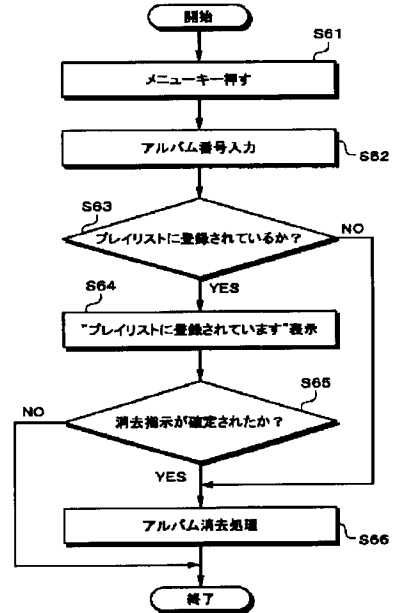 開始
S61
メニューキー押す
アルバム番号入力
S62
S63
プレイリストに登録されているか?
NO
YES
S64
"プレイリストに登録されています"表示
S65
消去指示が確定されたか?
NO
YES
アルバム消去処理
S66
終了